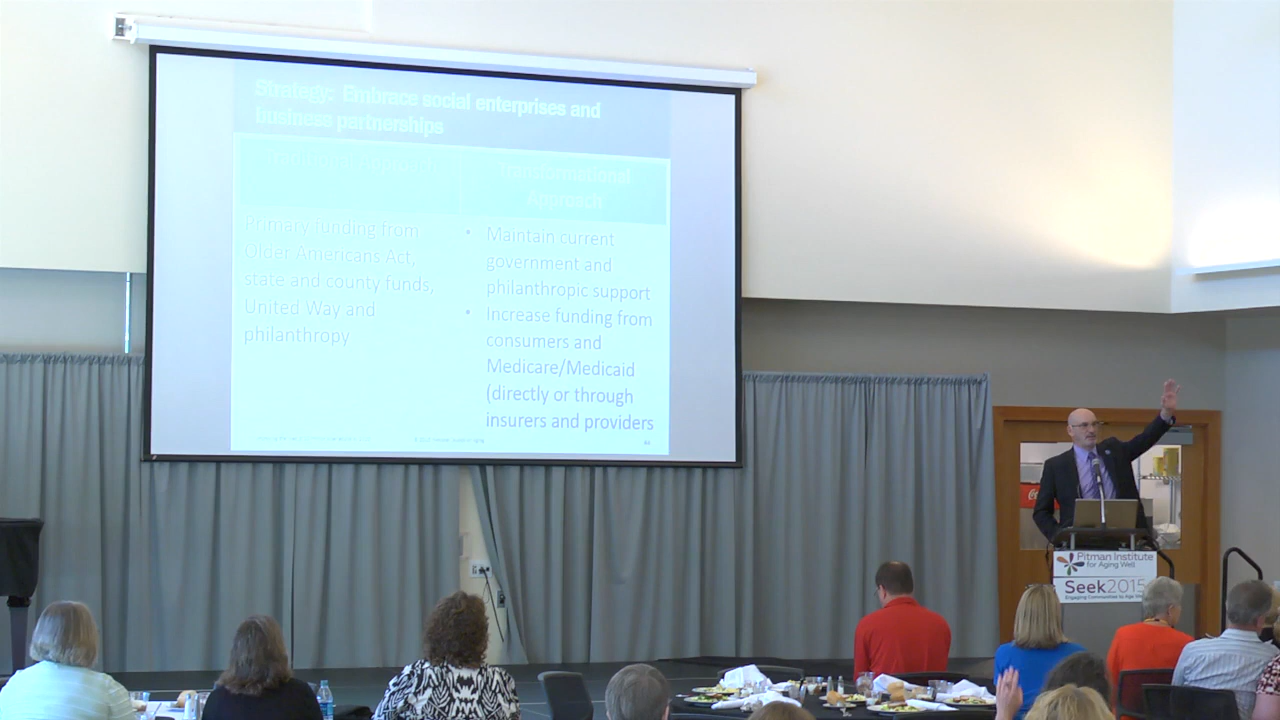 Strategy: Embrace social enterprises and
business partnerships
Transformational
Approach
Primary funding from
Older Americans Act,
state and county funds,
United Way and
philanthropy
• Maintain current
government and
philanthropic support
• Increase funding from
consumers and
Medicare/Medicaid
(directly or through
insurers and providers
Pitman Institute
for Aging Well
Seek2015